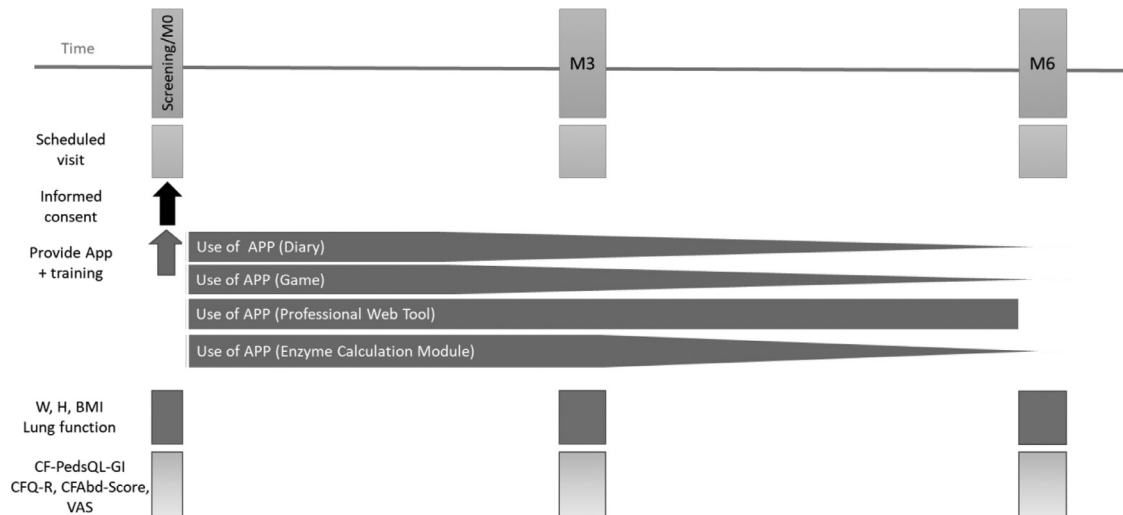 Time
Screening/M0
M3
M6
Scheduled
visit
Informed
consent
Provide App
+ training
Use of APP (Diary)
Use of APP (Game)
Use of APP (Professional Web Tool)
Use of APP (Enzyme Calculation Module)
W, H, BMI
Lung function
CF-PedsQL-GI
CFQ-R, CFAbd-Score,
VAS